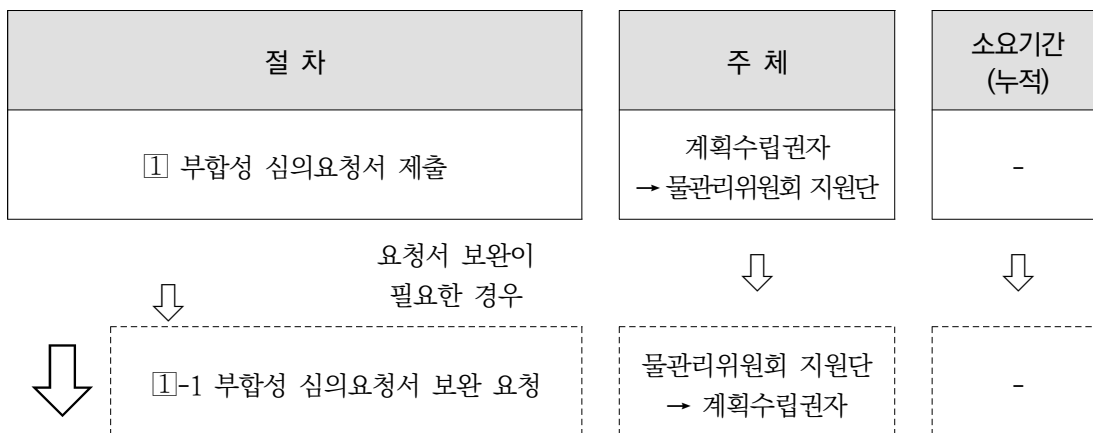 절 차
주 체
소요기간
(누적)
1 부합성 심의요청서 제출
계획수립권자
→ 물관리위원회 지원단
-
요청서 보완이
필요한 경우
1-1 부합성 심의요청서 보완 요청
물관리위원회 지원단
→ 계획수립권자
-